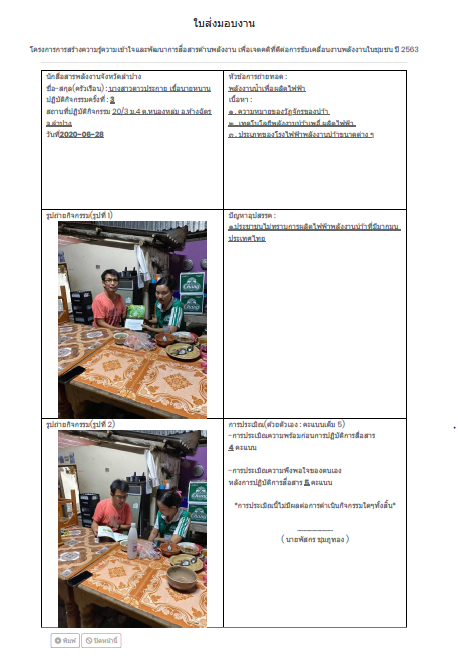 ใบส่งมอบงาน
โครงการการสร้างความรู้ความเข้าใจและพัฒนาการสื่อสารด้านพลังงาน เพื่อเจตคติที่ดีต่อการขับเคลื่อนงานพลังงานในชุมชน ปี 2563
นักสื่อสารพลังงานจังหวัดลำปาง
ชื่อ-สกุล(ครัวเรือน) : นางสาวดาวประกาย เขื้อนายหนาน
ปฏิบัติกิจกรรมครั้งที่ : 3
สถานที่ปฏิบัติกิจกรรม 20/3 ม.4 ต.หนองหล่ม อ.ห้างฉัตร
จ.ลำปาง
วันที่2020-06-28
หัวข้อการถ่ายทอด :
พลังงานน้ำเพื่อผลิตไฟฟ้า
เนื้อหา :
๑ . ความหมายของวัฎจักรของน้ำ
๒ . เทคโนโลยีพลังงานน้ำเพื่อผลิตไฟฟ้า
๓ . ประเภทของโรงไฟฟ้าพลังงานน้ำขนาดต่าง ๆ
รูปถ่ายกิจกรรม(รูปที่ 1)
ปัญหาอุปสรรค :
๑.ประชาชนไม่ทราบการผลิตไฟฟ้าพลังงานน้ำที่มีมากมน
ประเทศไทย
Chang
รูปถ่ายกิจกรรม(รูปที่ 2)
การประเมิน(ด้วยตัวเอง : คะแนนเต็ม 5)
-การประเมินความพร้อมก่อนการปฏิบัติการสื่อสาร
4 คะแนน
-การประเมินความพึงพอใจของตนเอง
หลังการปฏิบัติการสื่อสาร 5 คะแนน
*การประเมินนี้ไม่มีผลต่อการดำเนินกิจกรรมใดๆทั้งสิ้น*
( นายพัสกร ชุมภูทอง )
Chang
พิมพ์
ปิดหน้านี้